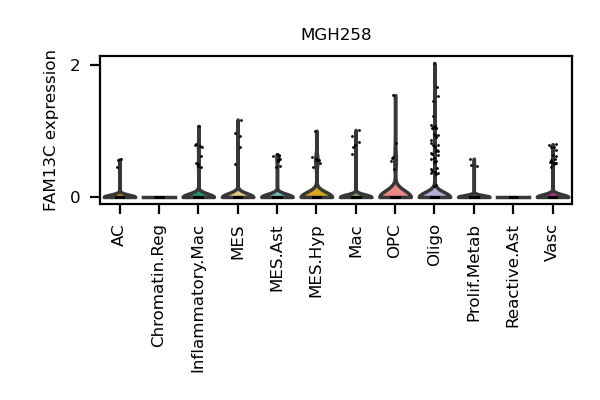 MGH258
FAM13C expression
2
0
AC
Chromatin.Reg
Inflammatory.Mac
MES
MES.Ast
MES.Hyp
Mac
OPC
Oligo
Prolif.Metab
Reactive.Ast
Vasc